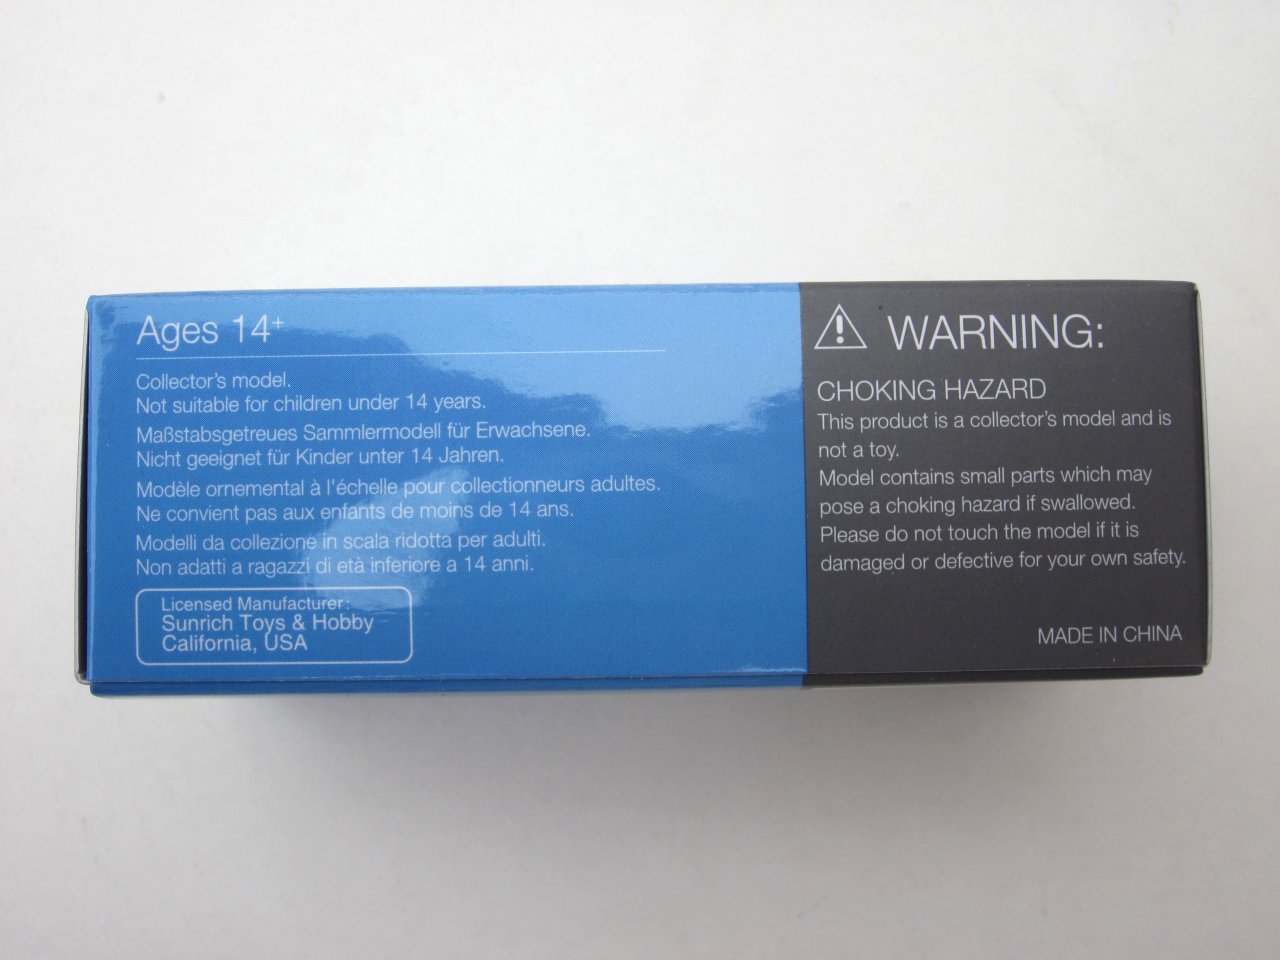 Ages 14+
Collector's model.
Not suitable for children under 14 years.
Maßstabsgetreues Sammlermodell für Erwachsene.
Nicht geeignet für Kinder unter 14 Jahren.
Modèle ornemental à l'échelle pour collectionneurs adultes.
Ne convient pas aux enfants de moins de 14 ans.
Modelli da collezione in scala ridotta per adulti.
Non adatti a ragazzi di età inferiore a 14 anni.
Licensed Manufacturer:
Sunrich Toys & Hobby
California, USA
WARNING:
CHOKING HAZARD
This product is a collector's model and is
not a toy.
Model contains small parts which may
pose a choking hazard if swallowed.
Please do not touch the model if it is
damaged or defective for your own safety.
MADE IN CHINA